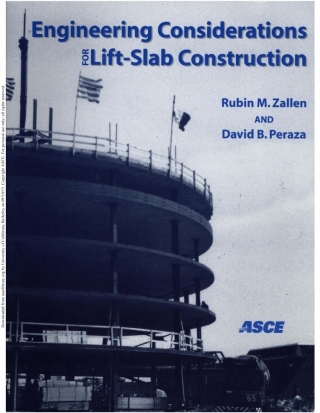 Engineering Considerations
FOR Lift-Slab Construction
Rubin M. Zallen
AND
David B. Peraza
ASCE